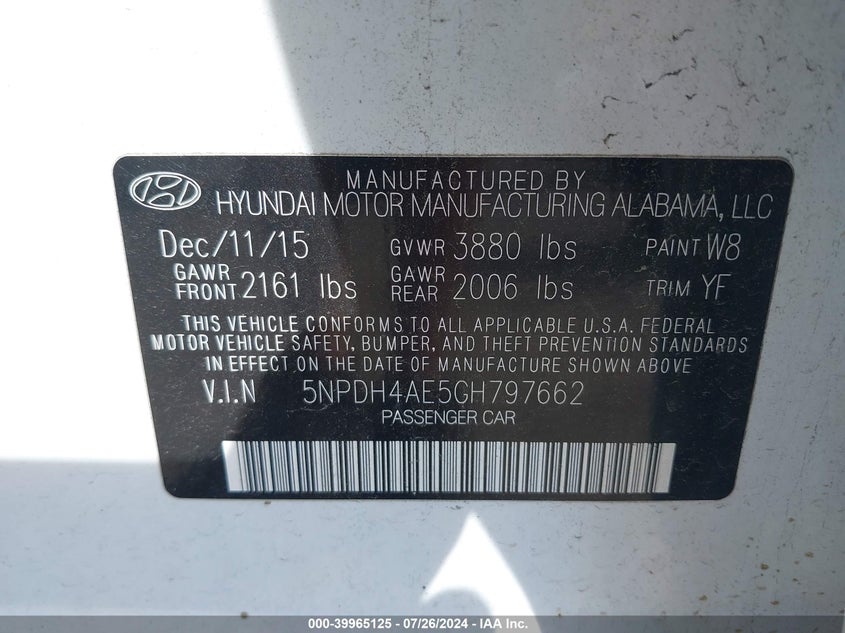 MANUFACTURED BY
HYUNDAI MOTOR MANUFACTURING ALABAMA, LLC
Dec/11/15 GVWR 3880 lbs PAINT W8
GAWR FRONT 2161 lbs GAWR REAR 2006 lbs TRIM YF
THIS VEHICLE CONFORMS TO ALL APPLICABLE U.S.A. FEDERAL
MOTOR VEHICLE SAFETY, BUMPER, AND THEFT PREVENTION STANDARDS
IN EFFECT ON THE DATE OF MANUFACTURE SHOWN ABOVE
V.I.N 5NPDH4AE5GH797662
PASSENGER CAR
000-39965125 - 07/26/2024 - IAA Inc.